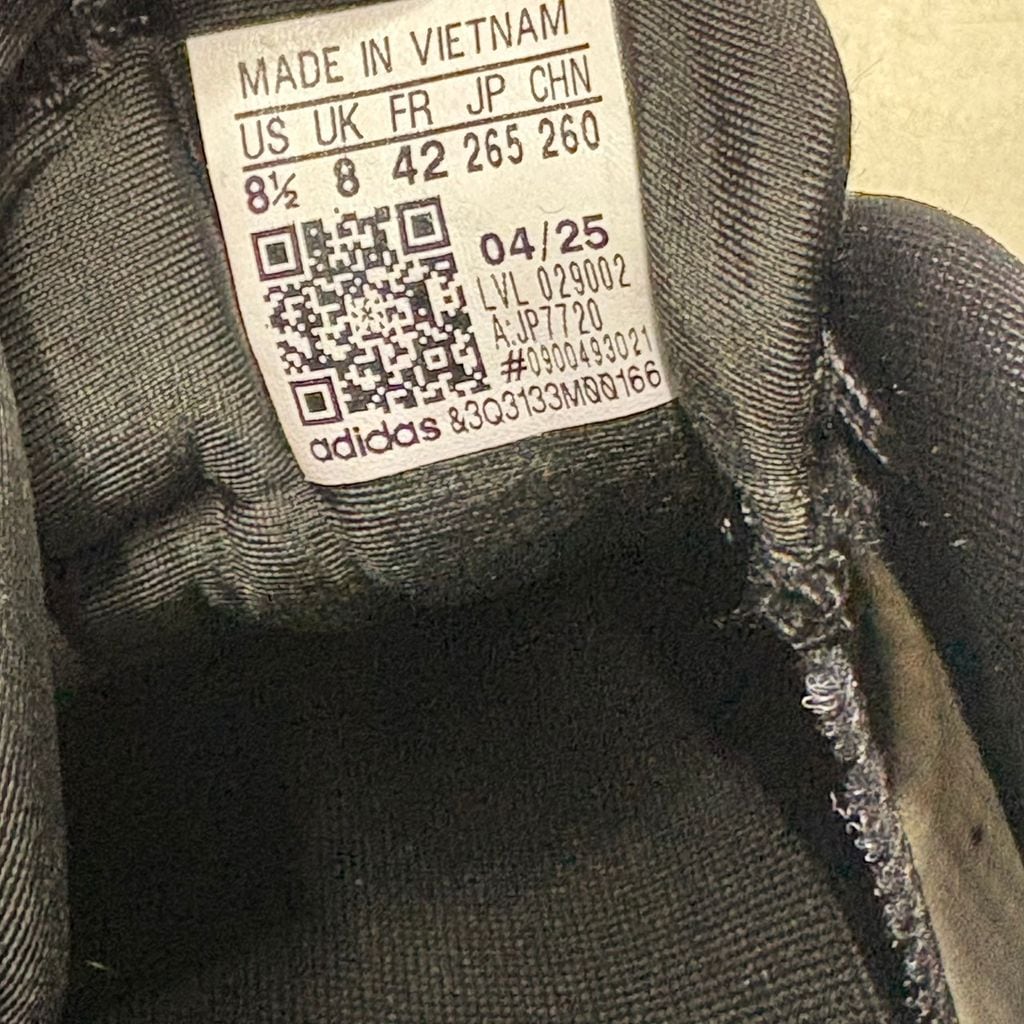 MADE IN VIETNAM
US UK FR JP CHN
8½ 8 42 265 260
04/25
LVL 029002
A:JP7720
#0900493021
adidas &3Q3133MQQ166